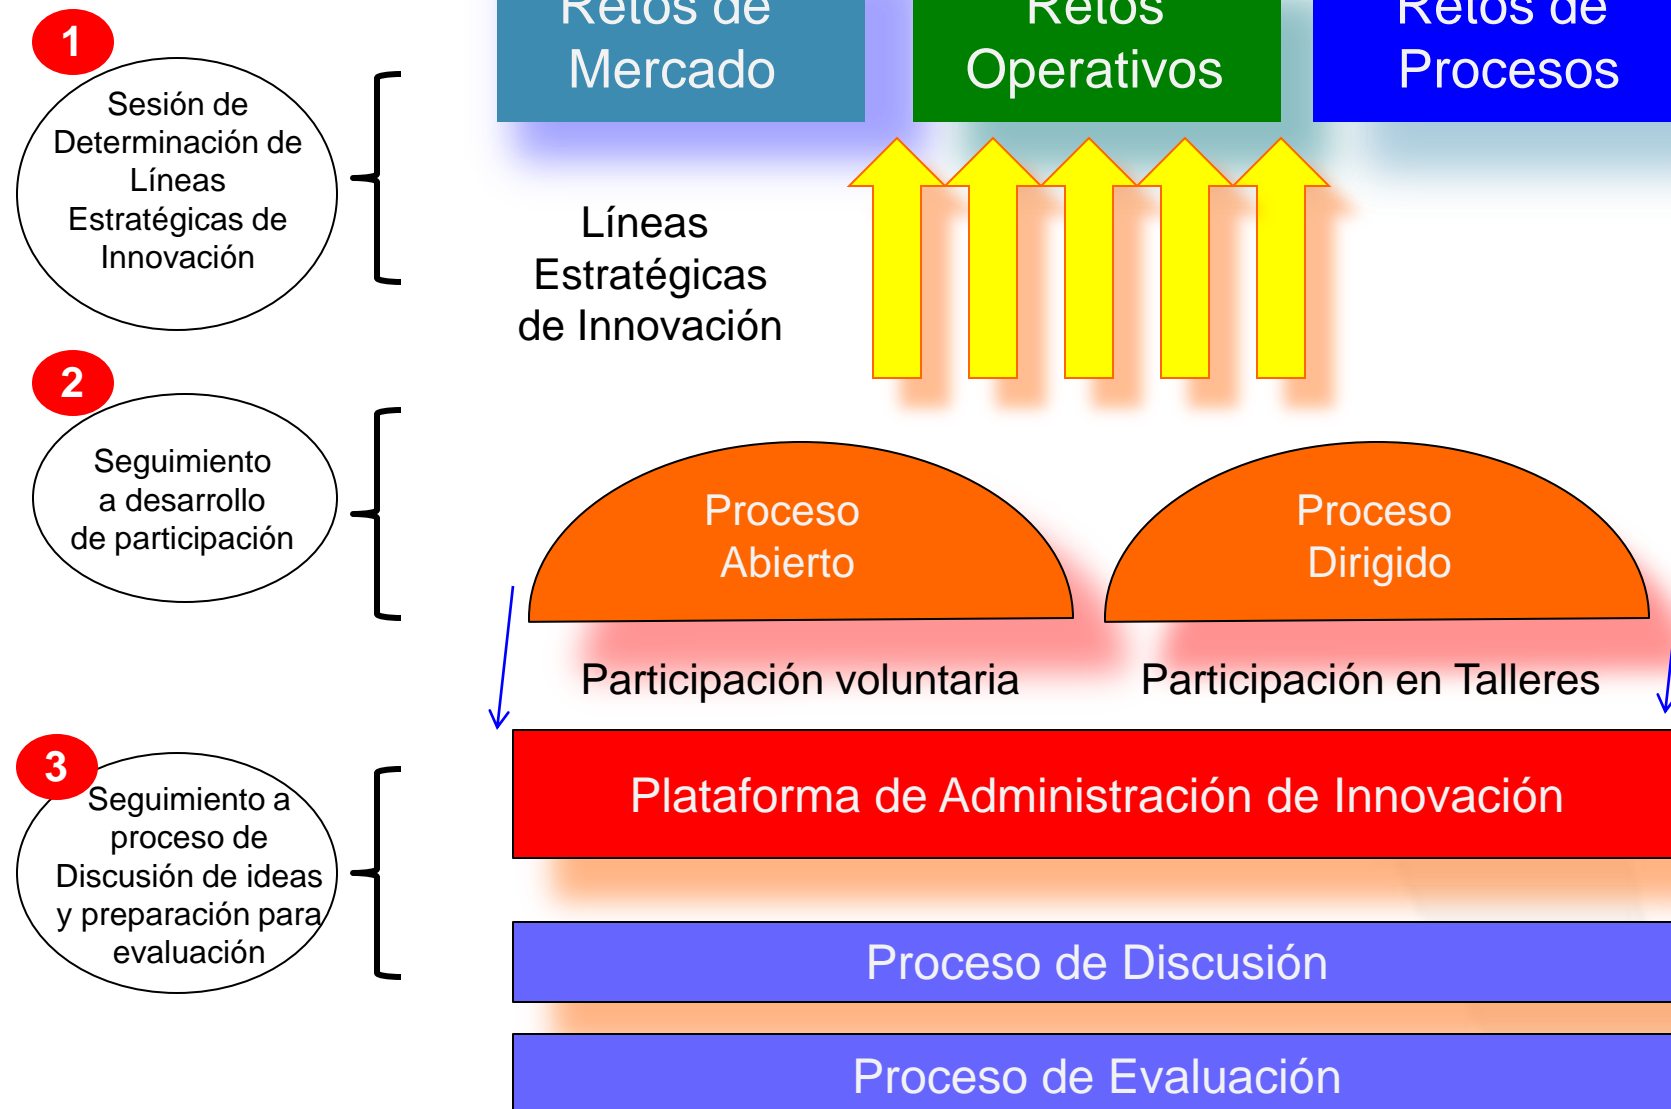 1
Sesión de
Determinación de
Líneas
Estratégicas de
Innovación
Retos de
Mercado
Retos
Operativos
Retos de
Procesos
Líneas
Estratégicas
de Innovación
2
Seguimiento
a desarrollo
de participación
Proceso
Abierto
Proceso
Dirigido
Participación voluntaria
Participación en Talleres
3
Seguimiento a
proceso de
Discusión de ideas
y preparación para
evaluación
Plataforma de Administración de Innovación
Proceso de Discusión
Proceso de Evaluación